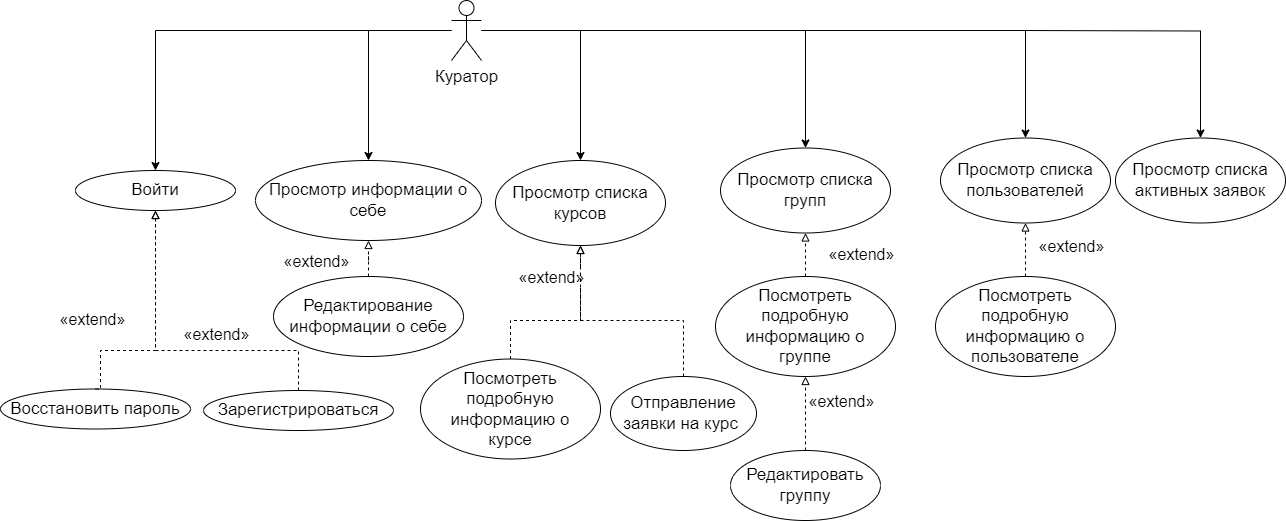 Куратор
Войти
Просмотр информации о
себе
Просмотр списка
курсов
Просмотр списка
групп
Просмотр списка
пользователей
Просмотр списка
активных заявок
«extend»
«extend»
«extend»
«extend»
«extend»
«extend»
Редактирование
информации о себе
Посмотреть
подробную
информацию о
группе
Посмотреть
подробную
информацию о
пользователе
Восстановить пароль
Зарегистрироваться
Посмотреть
подробную
информацию о
курсе
Отправление
заявки на курс
«extend»
Редактировать
группу